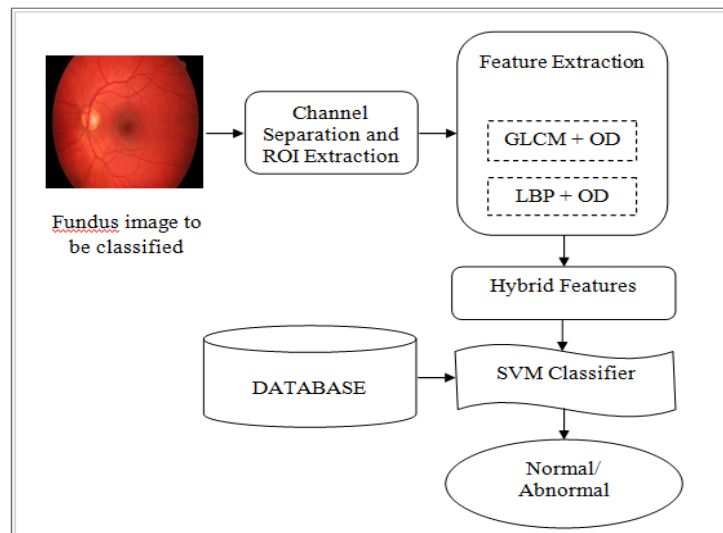 Fundus image to
be classified
Channel
Separation and
ROI Extraction
Feature Extraction
GLCM + OD
LBP + OD
Hybrid Features
DATABASE
SVM Classifier
Normal/
Abnormal